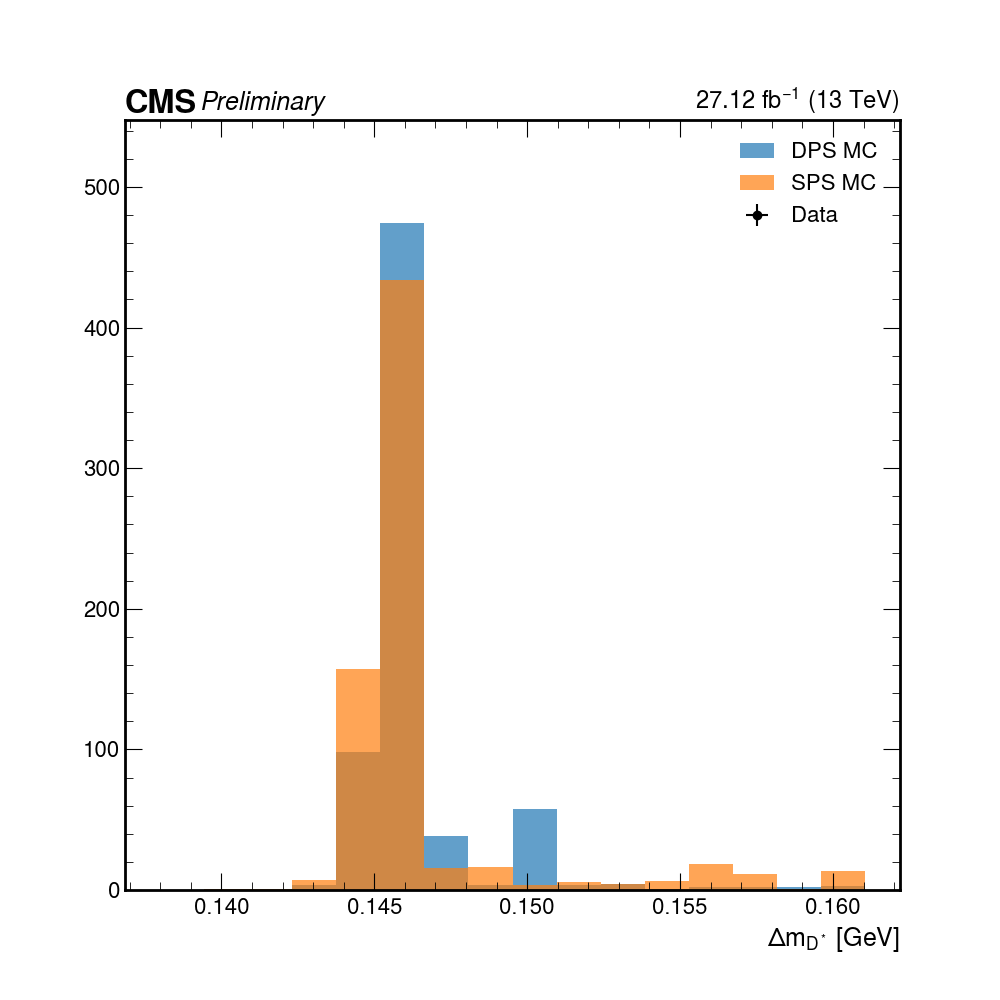 CMS Preliminary
27.12 fb⁻¹ (13 TeV)
DPS MC
SPS MC
Data
500
400
300
200
100
0
0.140 0.145 0.150 0.155 0.160
Δm_{D*} [GeV]